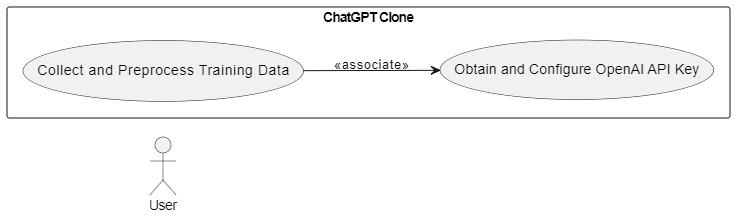 ChatGPT Clone
Collect and Preprocess Training Data
«associate»
Obtain and Configure OpenAI API Key
User